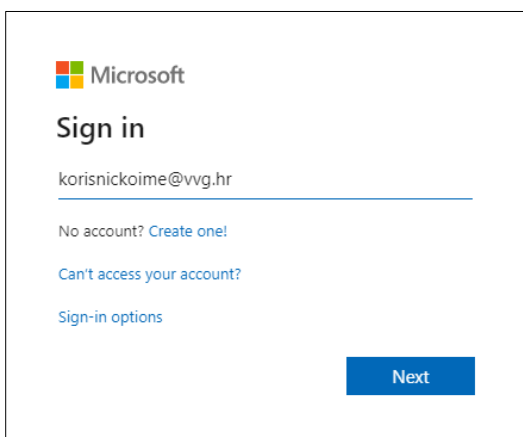 Microsoft
Sign in
korisnickoime@vvg.hr
No account? Create one!
Can't access your account?
Sign-in options
Next